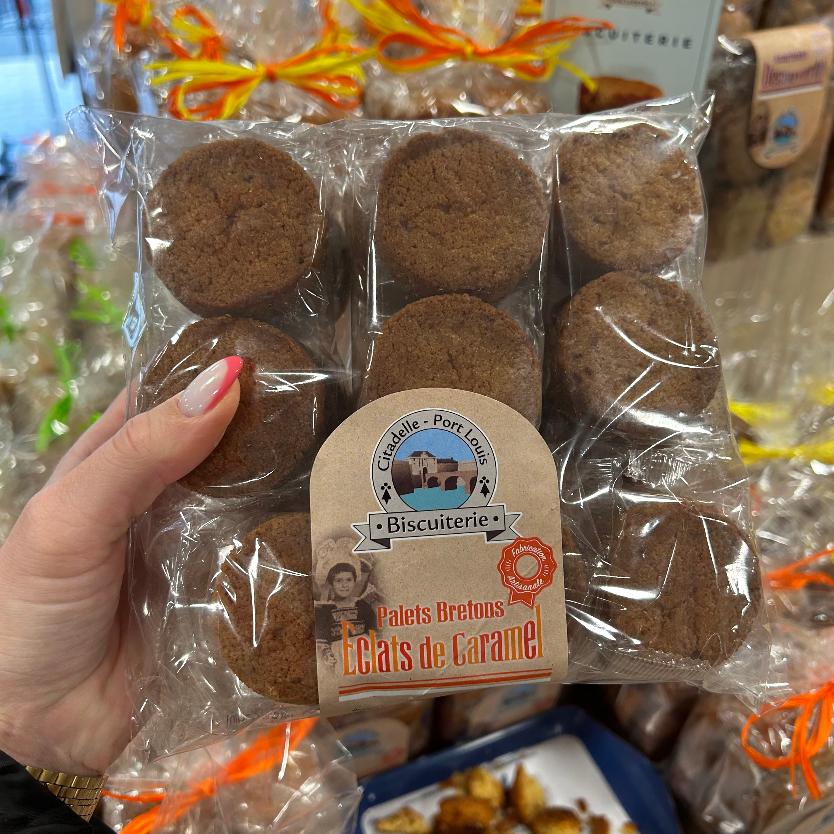 BISCUITERIE
Citadelle - Port Louis
Biscuiterie
Fabrication
Artisanale
Palets Bretons
Eclats de Caramel